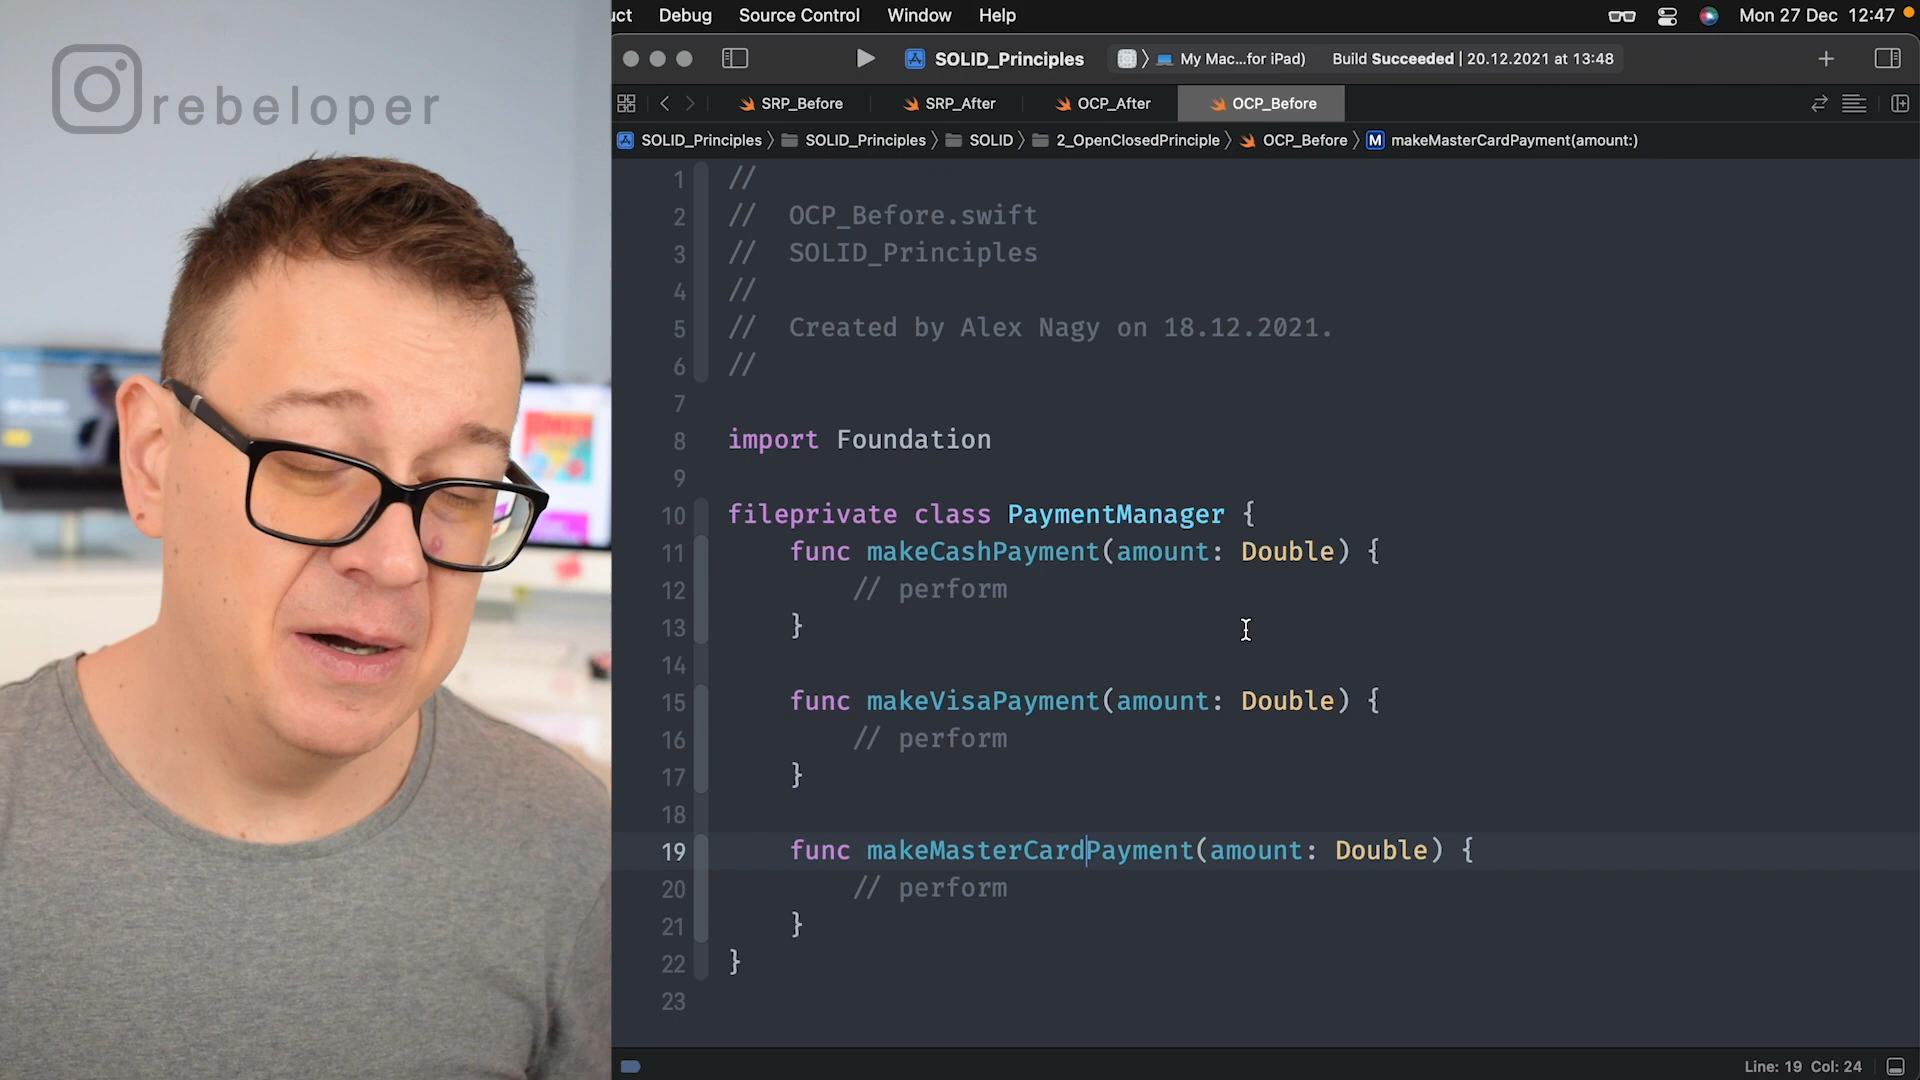 uct Debug Source Control Window Help Mon 27 Dec 12:47
rebeloper
SOLID_Principles My Mac...for iPad) Build Succeeded | 20.12.2021 at 13:48
SRP_Before SRP_After OCP_After OCP_Before
SOLID_Principles SOLID_Principles SOLID 2_OpenClosedPrinciple OCP_Before M makeMasterCardPayment(amount:)
1 //
2 // OCP_Before.swift
3 // SOLID_Principles
4 //
5 // Created by Alex Nagy on 18.12.2021.
6 //
7
8 import Foundation
9
10 fileprivate class PaymentManager {
11 func makeCashPayment(amount: Double) {
12 // perform
13 }
14
15 func makeVisaPayment(amount: Double) {
16 // perform
17 }
18
19 func makeMasterCardPayment(amount: Double) {
20 // perform
21 }
22 }
23
Line: 19 Col: 24